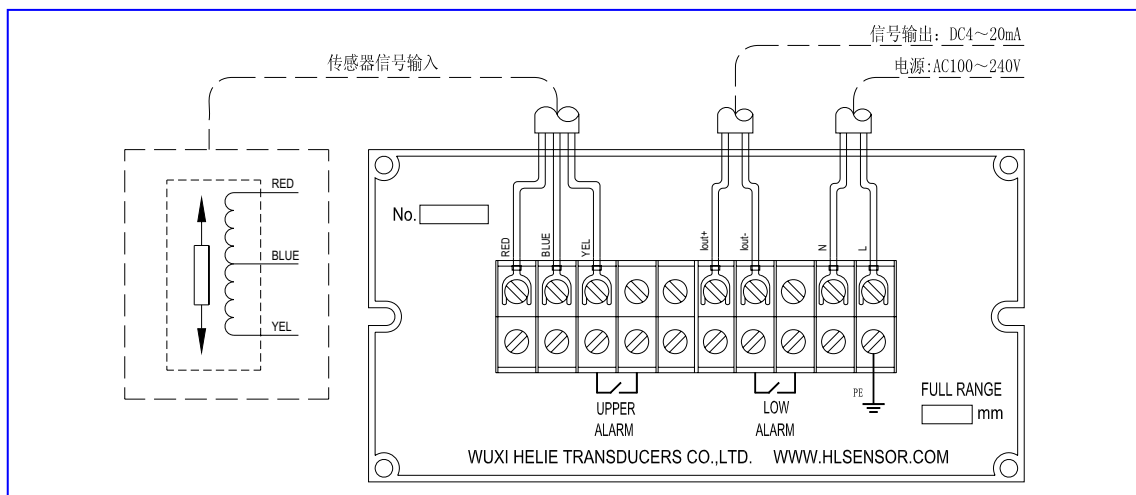 信号输出: DC4～20mA
传感器信号输入
电源:AC100～240V
RED
BLUE
YEL
No.
RED
BLUE
YEL
Iout+
Iout-
N
L
UPPER
ALARM
LOW
ALARM
PE
FULL RANGE
mm
WUXI HELIE TRANSDUCERS CO.,LTD. WWW.HLSENSOR.COM